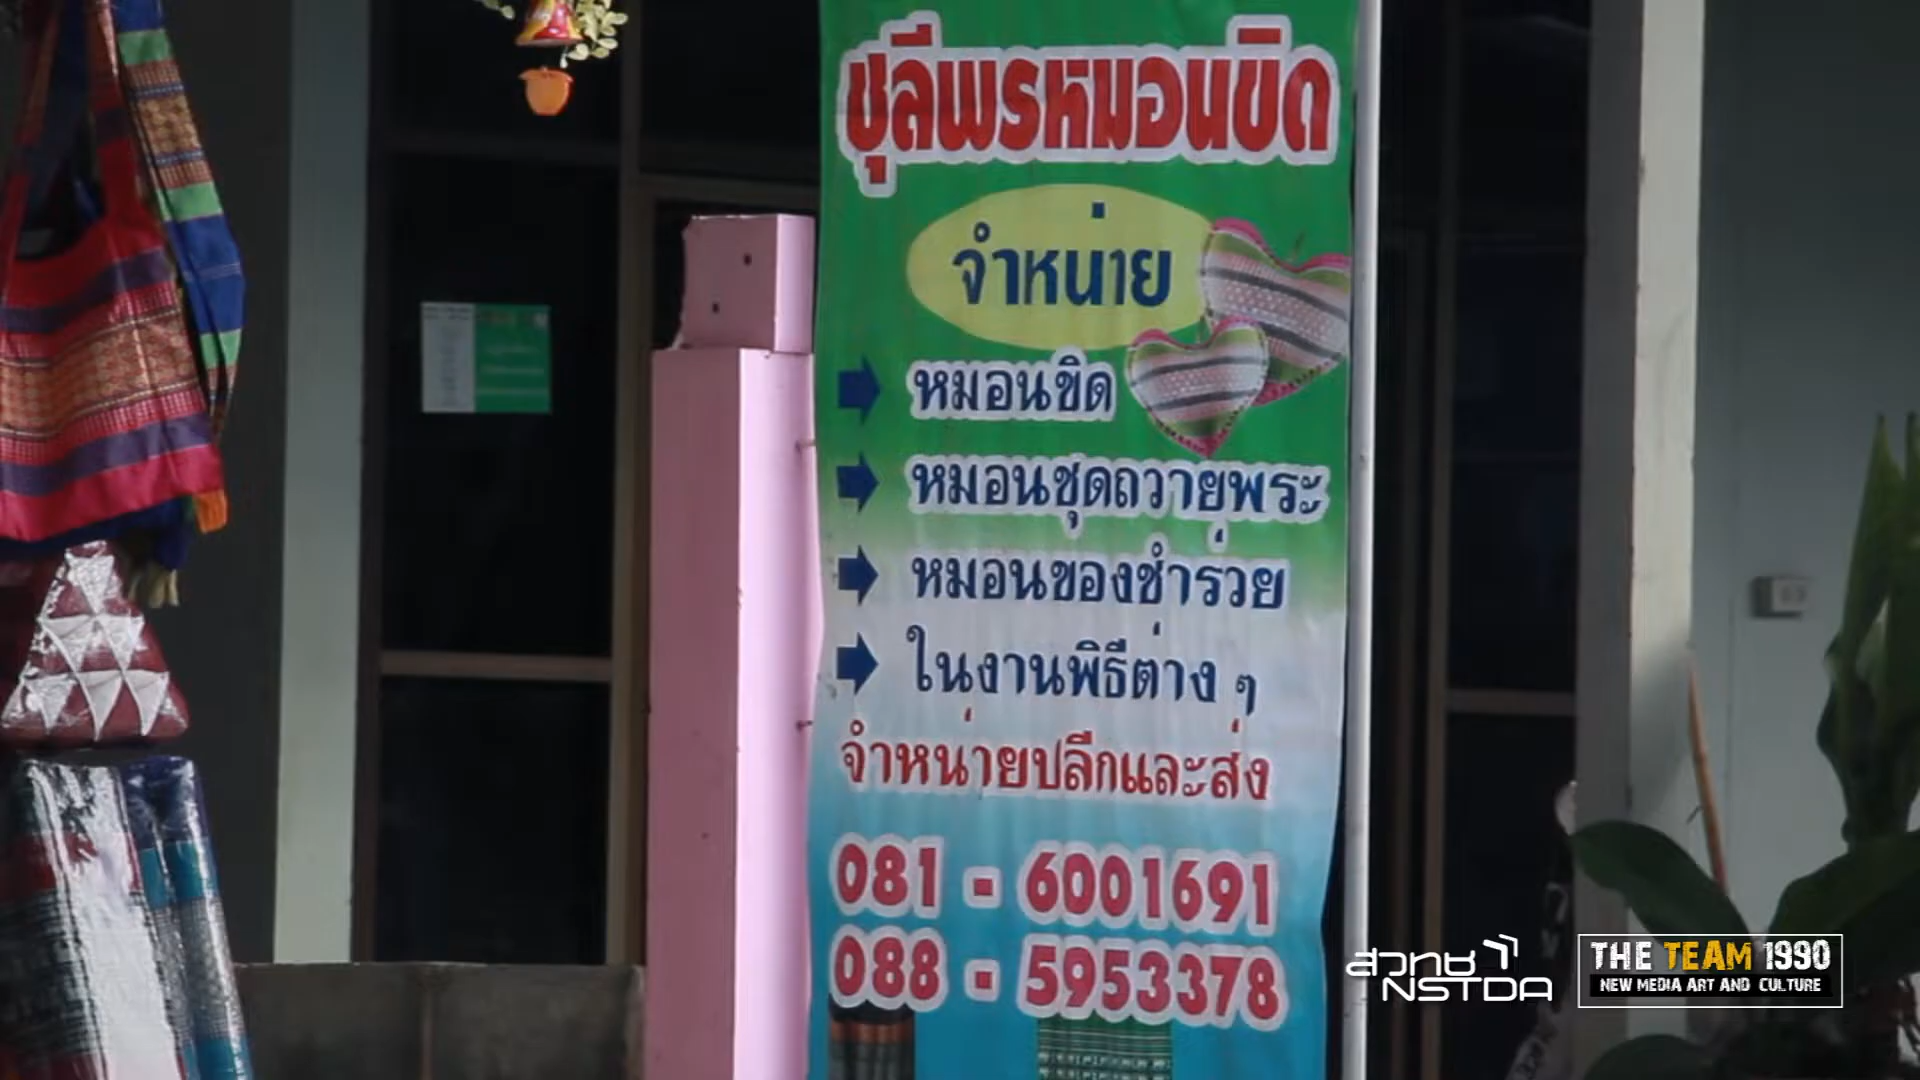 ชุลีพรหมอนขิด
จำหน่าย
หมอนขิด
หมอนชุดถวายพระ
หมอนของชำร่วย
ในงานพิธีต่าง ๆ
จำหน่ายปลีกและส่ง
081 - 6001691
088 - 5953378
สวทช
NSTDA
THE TEAM 1990
NEW MEDIA ART AND CULTURE